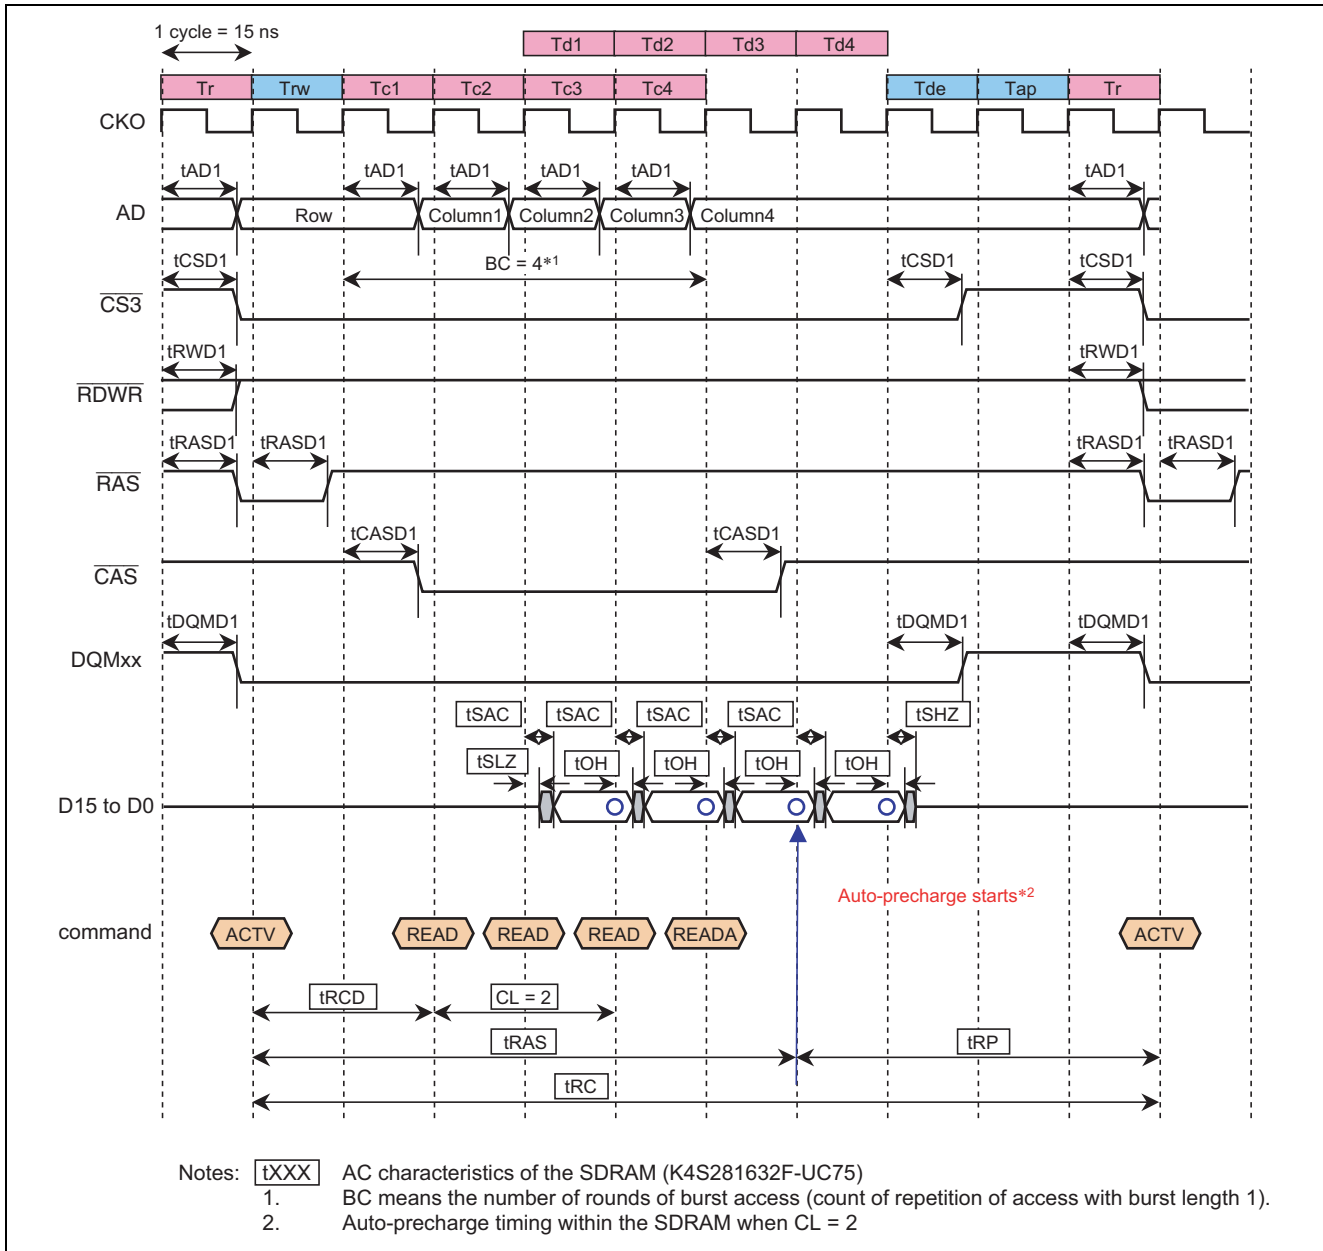 1 cycle = 15 ns
Td1 Td2 Td3 Td4
Tr Trw Tc1 Tc2 Tc3 Tc4 Tde Tap Tr
CKO
tAD1 tAD1 tAD1 tAD1 tAD1 tAD1
AD Row Column1 Column2 Column3 Column4
tCSD1 BC = 4*1 tCSD1 tCSD1
CS3
tRWD1 tRWD1
RDWR
tRASD1 tRASD1 tRASD1 tRASD1
RAS
tCASD1 tCASD1
CAS
tDQMD1 tDQMD1 tDQMD1
DQMxx
tSAC tSAC tSAC tSAC tSHZ
tSLZ tOH tOH tOH tOH
D15 to D0
Auto-precharge starts*2
command ACTV READ READ READ READA ACTV
tRCD CL = 2
tRAS tRP
tRC
Notes: tXXX AC characteristics of the SDRAM (K4S281632F-UC75)
1. BC means the number of rounds of burst access (count of repetition of access with burst length 1).
2. Auto-precharge timing within the SDRAM when CL = 2